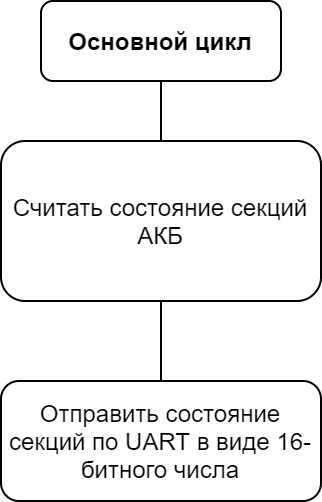 Основной цикл
Считать состояние секций
АКБ
Отправить состояние
секций по UART в виде 16-
битного числа